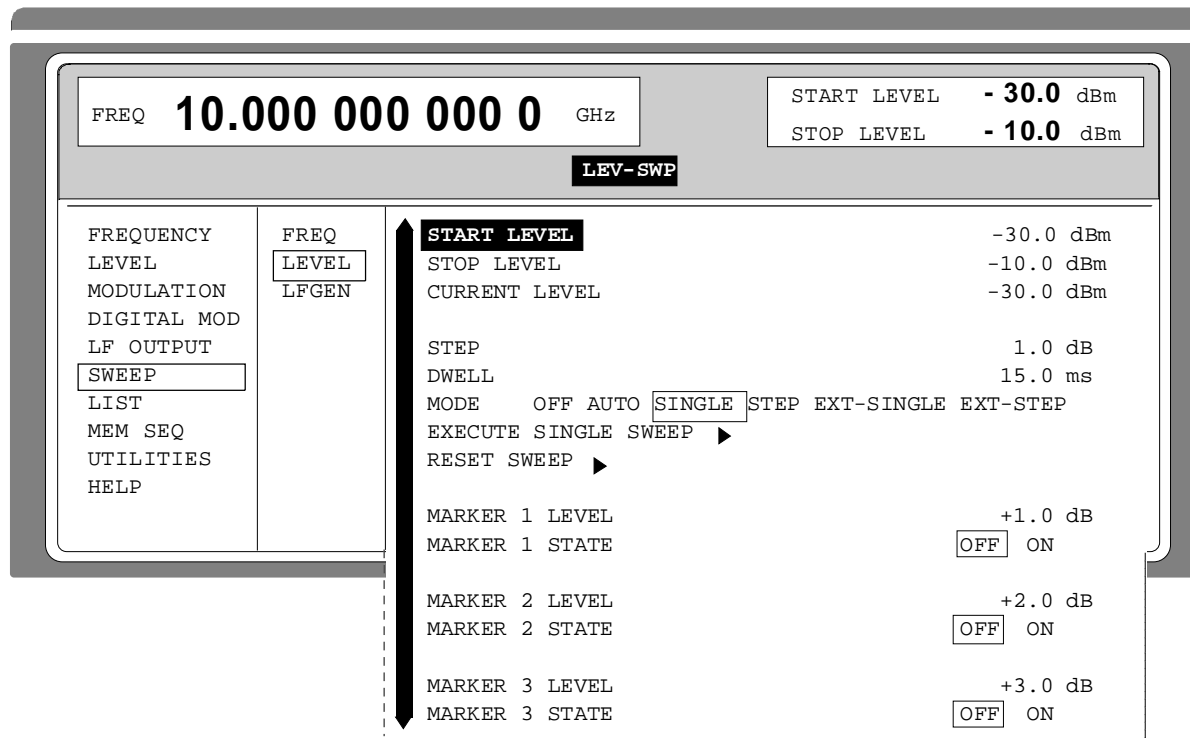 FREQ 10.000 000 000 0 GHz
START LEVEL - 30.0 dBm
STOP LEVEL - 10.0 dBm
LEV-SWP
FREQUENCY
LEVEL
MODULATION
DIGITAL MOD
LF OUTPUT
SWEEP
LIST
MEM SEQ
UTILITIES
HELP
FREQ
LEVEL
LFGEN
START LEVEL -30.0 dBm
STOP LEVEL -10.0 dBm
CURRENT LEVEL -30.0 dBm
STEP 1.0 dB
DWELL 15.0 ms
MODE OFF AUTO SINGLE STEP EXT-SINGLE EXT-STEP
EXECUTE SINGLE SWEEP
RESET SWEEP
MARKER 1 LEVEL +1.0 dB
MARKER 1 STATE OFF ON
MARKER 2 LEVEL +2.0 dB
MARKER 2 STATE OFF ON
MARKER 3 LEVEL +3.0 dB
MARKER 3 STATE OFF ON